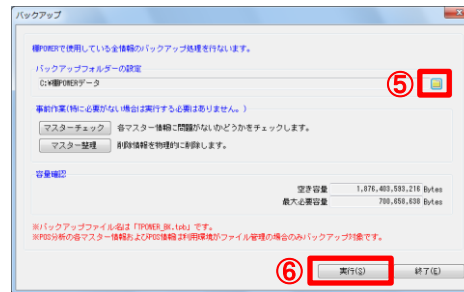 バックアップ
棚POWERで使用している全情報のバックアップ処理を行ないます。
バックアップフォルダーの設定
C:¥棚POWERデータ
⑤
事前作業(特に必要がない場合は実行する必要はありません。)
マスターチェック 各マスター情報に問題がないかどうかをチェックします。
マスター整理 削除情報を物理的に削除します。
容量確認
空き容量 1,076,403,593,216 Bytes
最大必要容量 700,650,630 Bytes
※バックアップファイル名は「TPOWER_BK.tpb」です。
※POS分析の各マスター情報およびPOS情報は利用環境がファイル管理の場合のみバックアップ対象です。
⑥ 実行(S) 終了(E)